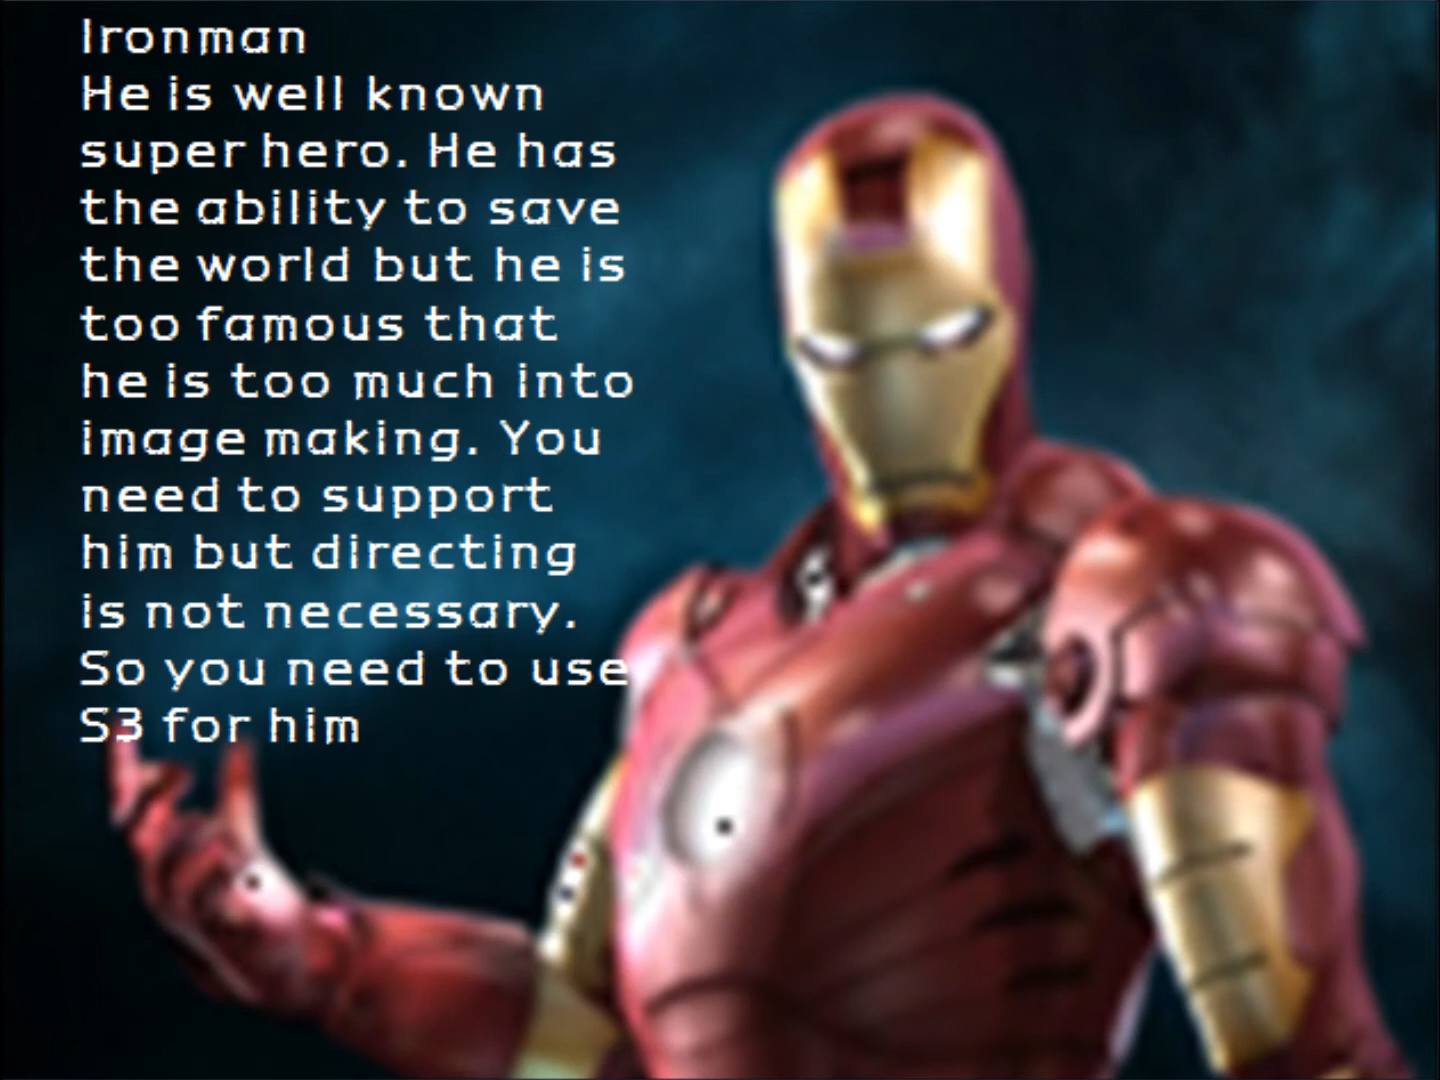 Ironman
He is well known
super hero. He has
the ability to save
the world but he is
too famous that
he is too much into
image making. You
need to support
him but directing
is not necessary.
So you need to use
S3 for him